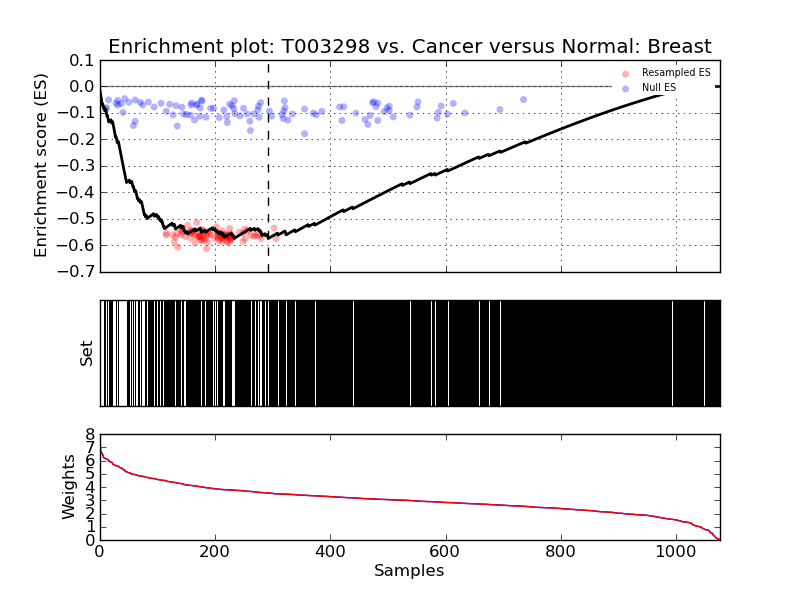 Enrichment plot: T003298 vs. Cancer versus Normal: Breast
Enrichment score (ES)
0.1
0.0
−0.1
−0.2
−0.3
−0.4
−0.5
−0.6
−0.7
Resampled ES
Null ES
Set
Weights
8
7
6
5
4
3
2
1
0
0 200 400 600 800 1000
Samples